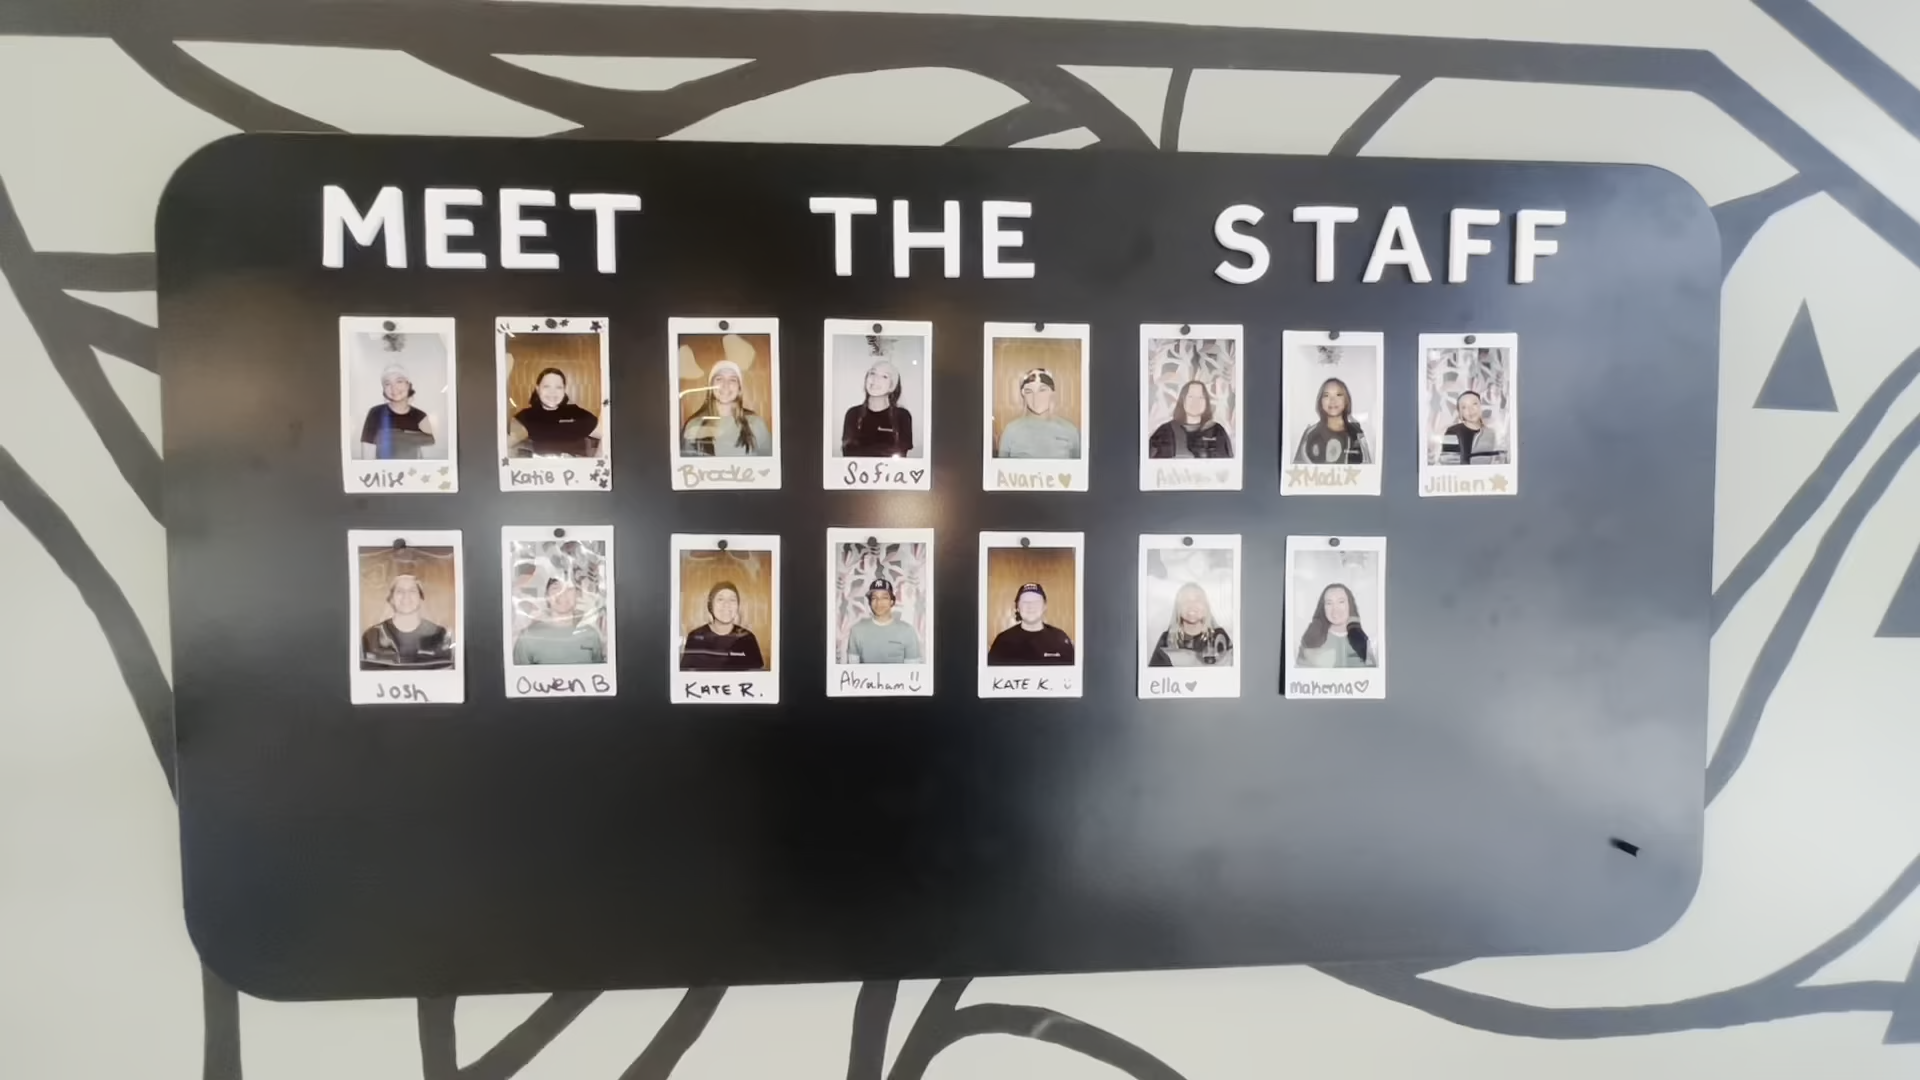 MEET THE STAFF
elise
Katie P.
Brooke
Sofia
Avarie
Madi
Jillian
Josh
Owen B
KATE R.
Abraham
KATE K.
ella
makenna